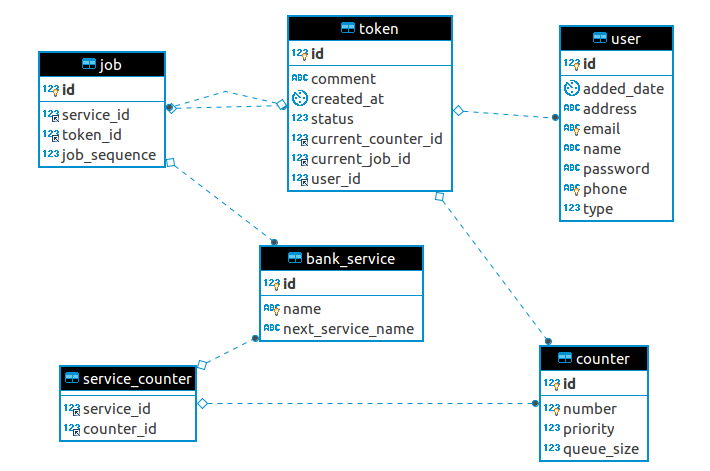 job
123 id
123 service_id
123 token_id
123 job_sequence
token
123 id
ABC comment
created_at
123 status
123 current_counter_id
123 current_job_id
123 user_id
user
123 id
added_date
ABC address
ABC email
ABC name
ABC password
ABC phone
123 type
bank_service
123 id
ABC name
ABC next_service_name
service_counter
123 service_id
123 counter_id
counter
123 id
123 number
123 priority
123 queue_size